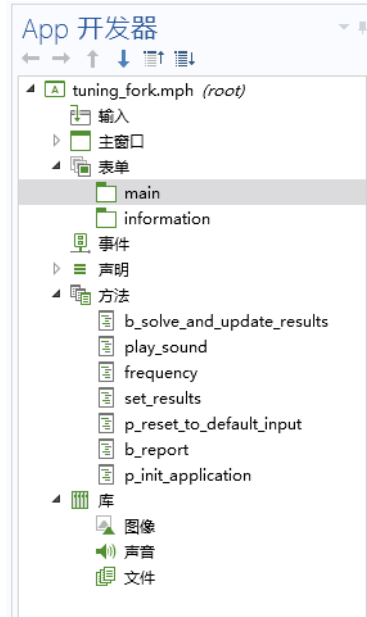 App 开发器
tuning_fork.mph (root)
输入
主窗口
表单
main
information
事件
声明
方法
b_solve_and_update_results
play_sound
frequency
set_results
p_reset_to_default_input
b_report
p_init_application
库
图像
声音
文件